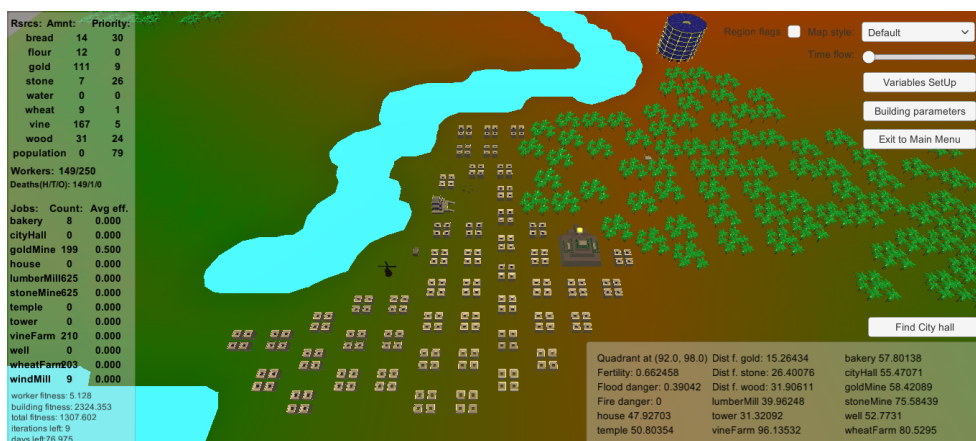 Rsrcs: Amnt: Priority:
bread 14 30
flour 12 0
gold 111 9
stone 7 26
water 0 0
wheat 9 1
vine 167 5
wood 31 24
population 0 79
Workers: 149/250
Deaths(H/T/O): 149/1/0
Jobs: Count: Avg eff.
bakery 8 0.000
cityHall 0 0.000
goldMine 199 0.500
house 0 0.000
lumberMill625 0.000
stoneMine625 0.000
temple 0 0.000
tower 0 0.000
vineFarm 210 0.000
well 0 0.000
wheatFarm203 0.000
windMill 9 0.000
worker fitness: 5.128
building fitness: 2324.353
total fitness: 1307.602
iterations left: 9
days left:76.975
Region flags Map style: Default
Time flow:
Variables SetUp
Building parameters
Exit to Main Menu
Find City hall
Quadrant at (92.0, 98.0) Dist f. gold: 15.26434 bakery 57.80138
Fertility: 0.662458 Dist f. stone: 26.40076 cityHall 55.47071
Flood danger: 0.39042 Dist f. wood: 31.90611 goldMine 58.42089
Fire danger: 0 lumberMill 39.96248 stoneMine 75.58439
house 47.92703 tower 31.32092 well 52.7731
temple 50.80354 vineFarm 96.13532 wheatFarm 80.5295